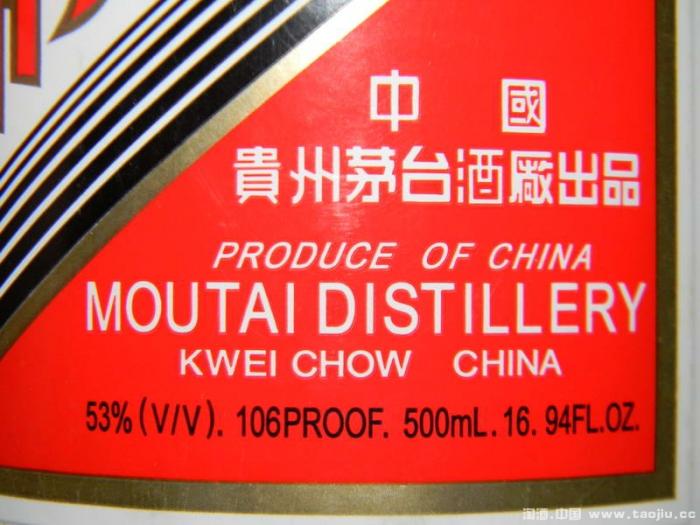 中國
貴州茅台酒廠出品
PRODUCE OF CHINA
MOUTAI DISTILLERY
KWEI CHOW CHINA
53%(V/V). 106PROOF. 500mL. 16. 94FL.OZ.
淘酒.中国 www.taojiu.cc